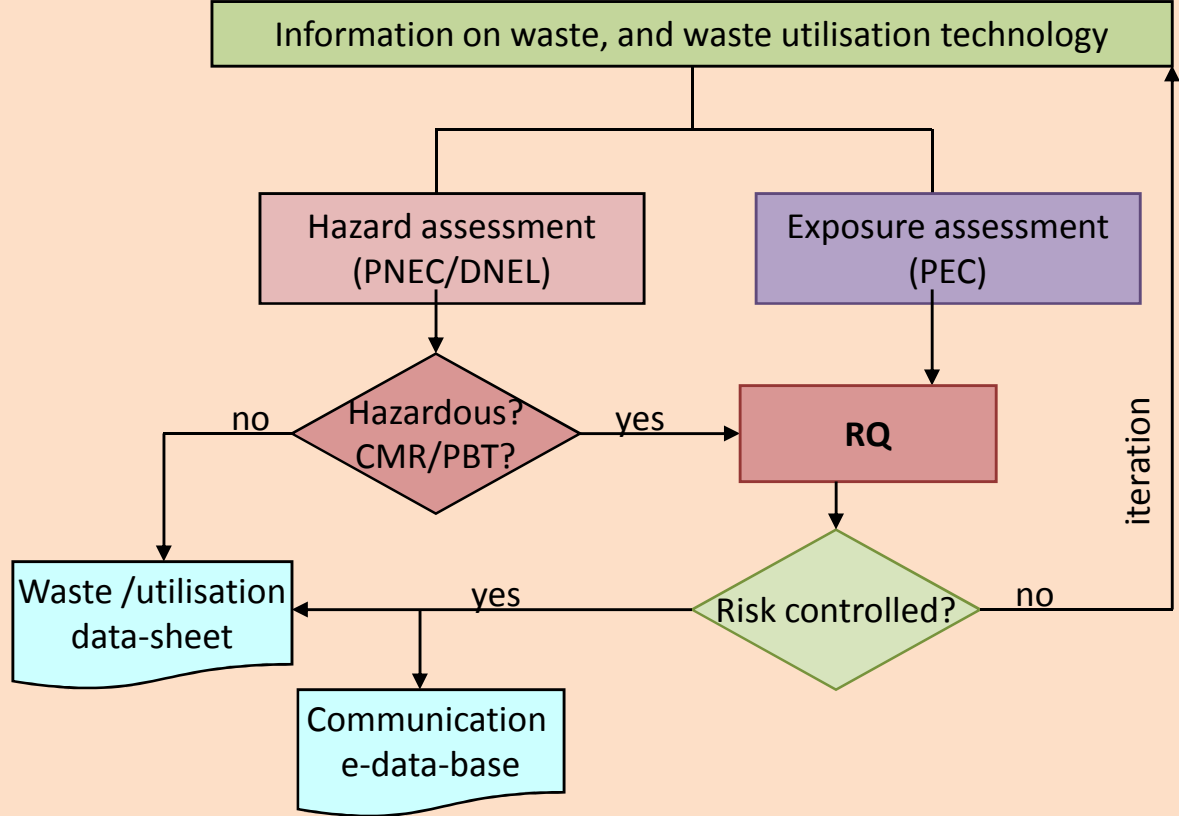 Information on waste, and waste utilisation technology
Hazard assessment
(PNEC/DNEL)
Exposure assessment
(PEC)
no
Hazardous?
CMR/PBT?
yes
RQ
iteration
Waste /utilisation
data-sheet
yes
Risk controlled?
no
Communication
e-data-base